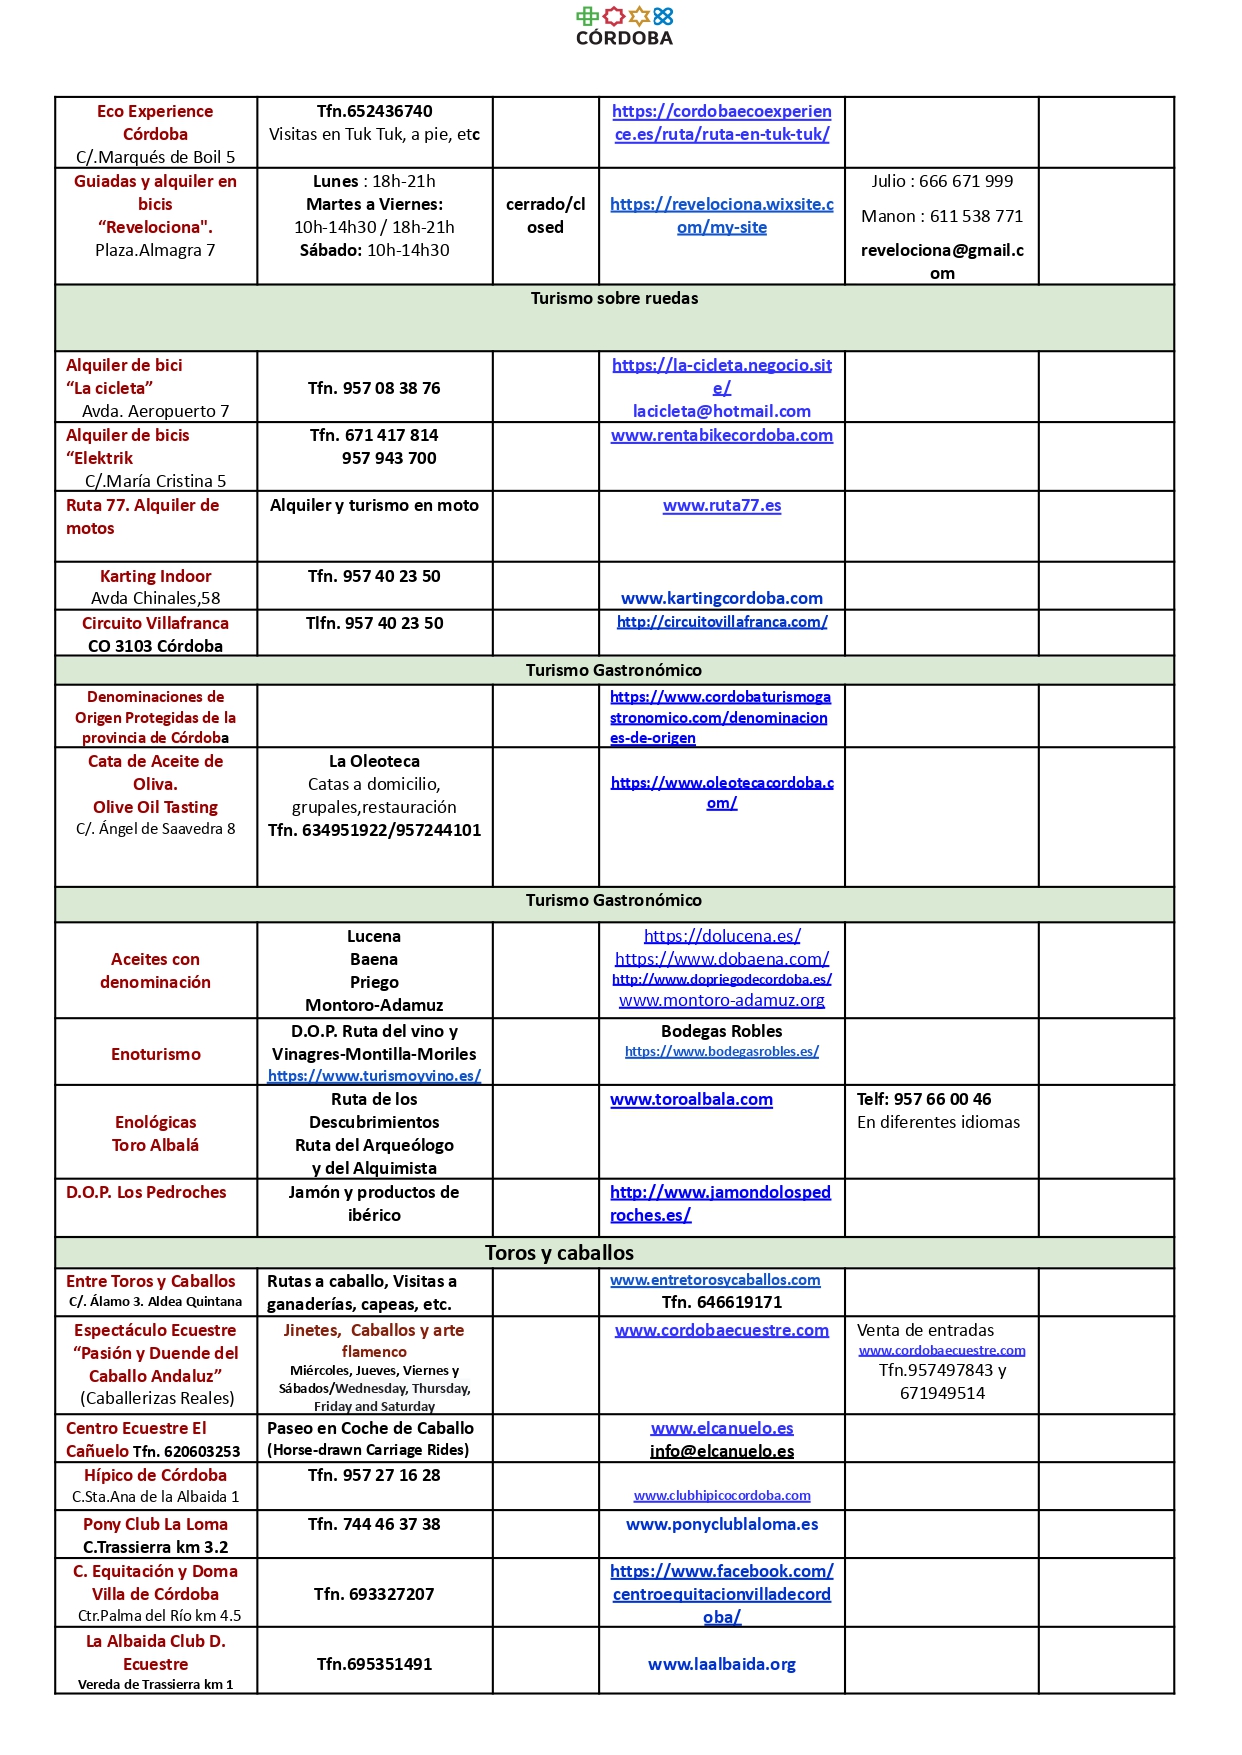 CÓRDOBA
Eco Experience
Córdoba
C/.Marqués de Boil 5
Tfn.652436740
Visitas en Tuk Tuk, a pie, etc
https://cordobaecoexperien
ce.es/ruta/ruta-en-tuk-tuk/
Guiadas y alquiler en
bicis
“Revelociona".
Plaza.Almagra 7
Lunes : 18h-21h
Martes a Viernes:
10h-14h30 / 18h-21h
Sábado: 10h-14h30
cerrado/cl
osed
https://revelociona.wixsite.c
om/my-site
Julio : 666 671 999
Manon : 611 538 771
revelociona@gmail.c
om
Turismo sobre ruedas
Alquiler de bici
“La cicleta”
Avda. Aeropuerto 7
Tfn. 957 08 38 76
https://la-cicleta.negocio.sit
e/
lacicleta@hotmail.com
Alquiler de bicis
“Elektrik
C/.María Cristina 5
Tfn. 671 417 814
957 943 700
www.rentabikecordoba.com
Ruta 77. Alquiler de
motos
Alquiler y turismo en moto
www.ruta77.es
Karting Indoor
Avda Chinales,58
Tfn. 957 40 23 50
www.kartingcordoba.com
Circuito Villafranca
CO 3103 Córdoba
Tlfn. 957 40 23 50
http://circuitovillafranca.com/
Turismo Gastronómico
Denominaciones de
Origen Protegidas de la
provincia de Córdoba
https://www.cordobaturismoga
stronomico.com/denominacion
es-de-origen
Cata de Aceite de
Oliva.
Olive Oil Tasting
C/. Ángel de Saavedra 8
La Oleoteca
Catas a domicilio,
grupales,restauración
Tfn. 634951922/957244101
https://www.oleotecacordoba.c
om/
Turismo Gastronómico
Aceites con
denominación
Lucena
Baena
Priego
Montoro-Adamuz
https://dolucena.es/
https://www.dobaena.com/
http://www.dopriegodecordoba.es/
www.montoro-adamuz.org
Enoturismo
D.O.P. Ruta del vino y
Vinagres-Montilla-Moriles
https://www.turismoyvino.es/
Bodegas Robles
https://www.bodegasrobles.es/
Enológicas
Toro Albalá
Ruta de los
Descubrimientos
Ruta del Arqueólogo
y del Alquimista
www.toroalbala.com
Telf: 957 66 00 46
En diferentes idiomas
D.O.P. Los Pedroches
Jamón y productos de
ibérico
http://www.jamondolosped
roches.es/
Toros y caballos
Entre Toros y Caballos
C/. Álamo 3. Aldea Quintana
Rutas a caballo, Visitas a
ganaderías, capeas, etc.
www.entretorosycaballos.com
Tfn. 646619171
Espectáculo Ecuestre
“Pasión y Duende del
Caballo Andaluz”
(Caballerizas Reales)
Jinetes,  Caballos y arte
flamenco
Miércoles, Jueves, Viernes y
Sábados/Wednesday, Thursday,
Friday and Saturday
www.cordobaecuestre.com
Venta de entradas
www.cordobaecuestre.com
Tfn.957497843 y
671949514
Centro Ecuestre El
Cañuelo Tfn. 620603253
Paseo en Coche de Caballo
(Horse-drawn Carriage Rides)
www.elcanuelo.es
info@elcanuelo.es
Hípico de Córdoba
C.Sta.Ana de la Albaida 1
Tfn. 957 27 16 28
www.clubhipicocordoba.com
Pony Club La Loma
C.Trassierra km 3.2
Tfn. 744 46 37 38
www.ponyclublaloma.es
C. Equitación y Doma
Villa de Córdoba
Ctr.Palma del Río km 4.5
Tfn. 693327207
https://www.facebook.com/
centroequitacionvilladecord
oba/
La Albaida Club D.
Ecuestre
Vereda de Trassierra km 1
Tfn.695351491
www.laalbaida.org